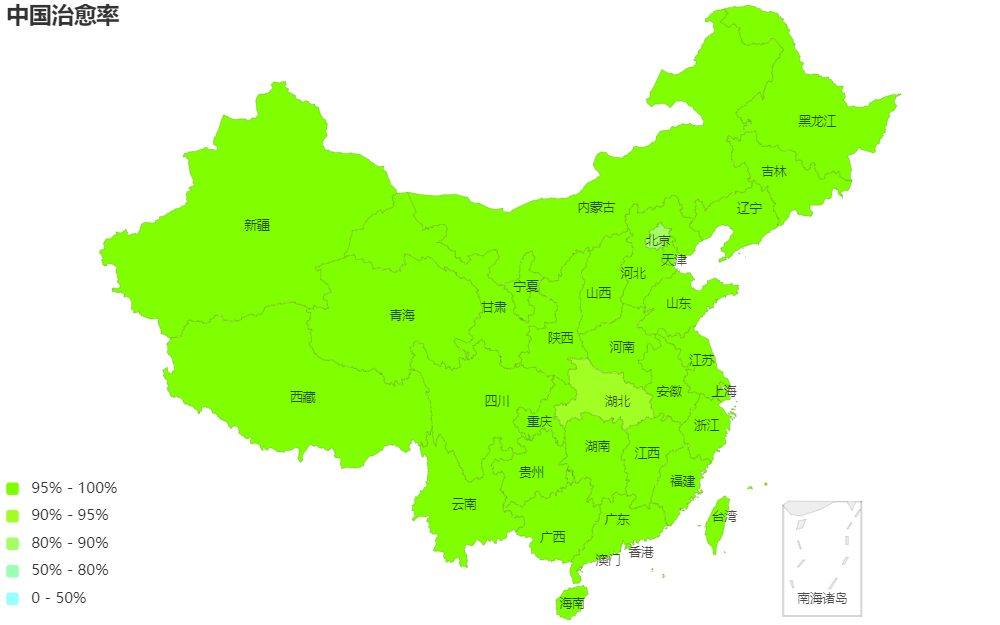 中国治愈率
黑龙江
吉林
辽宁
内蒙古
新疆
北京
天津
河北
宁夏
山西
山东
甘肃
青海
陕西
河南
江苏
安徽
上海
西藏
四川
湖北
重庆
浙江
湖南
江西
贵州
福建
95% - 100%
云南
90% - 95%
广东
台湾
广西
80% - 90%
香港
澳门
50% - 80%
0 - 50%
海南
南海诸岛